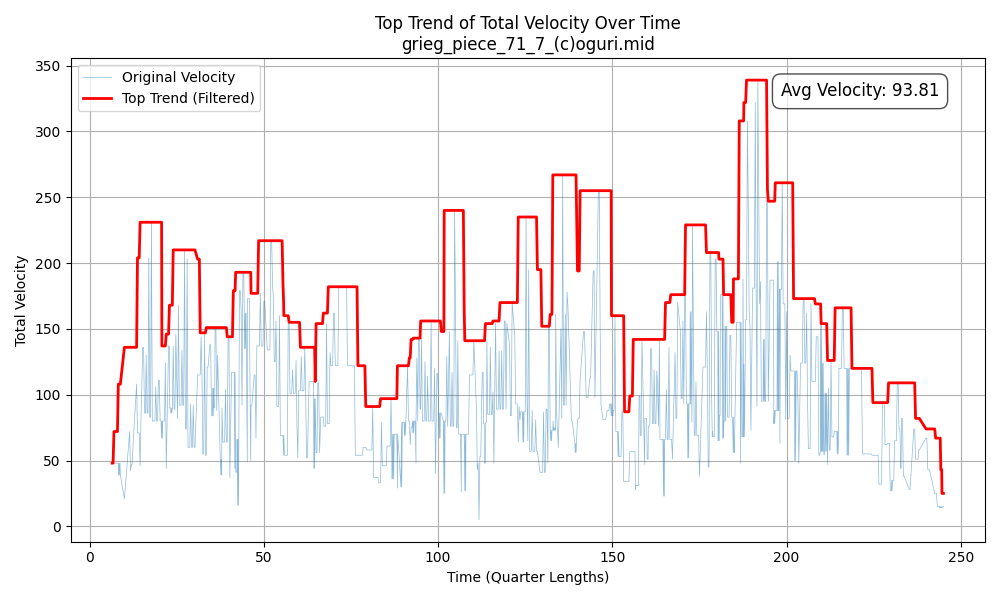 Top Trend of Total Velocity Over Time
grieg_piece_71_7_(c)oguri.mid
Original Velocity
Top Trend (Filtered)
Avg Velocity: 93.81
Total Velocity
350
300
250
200
150
100
50
0
0
50
100
150
200
250
Time (Quarter Lengths)